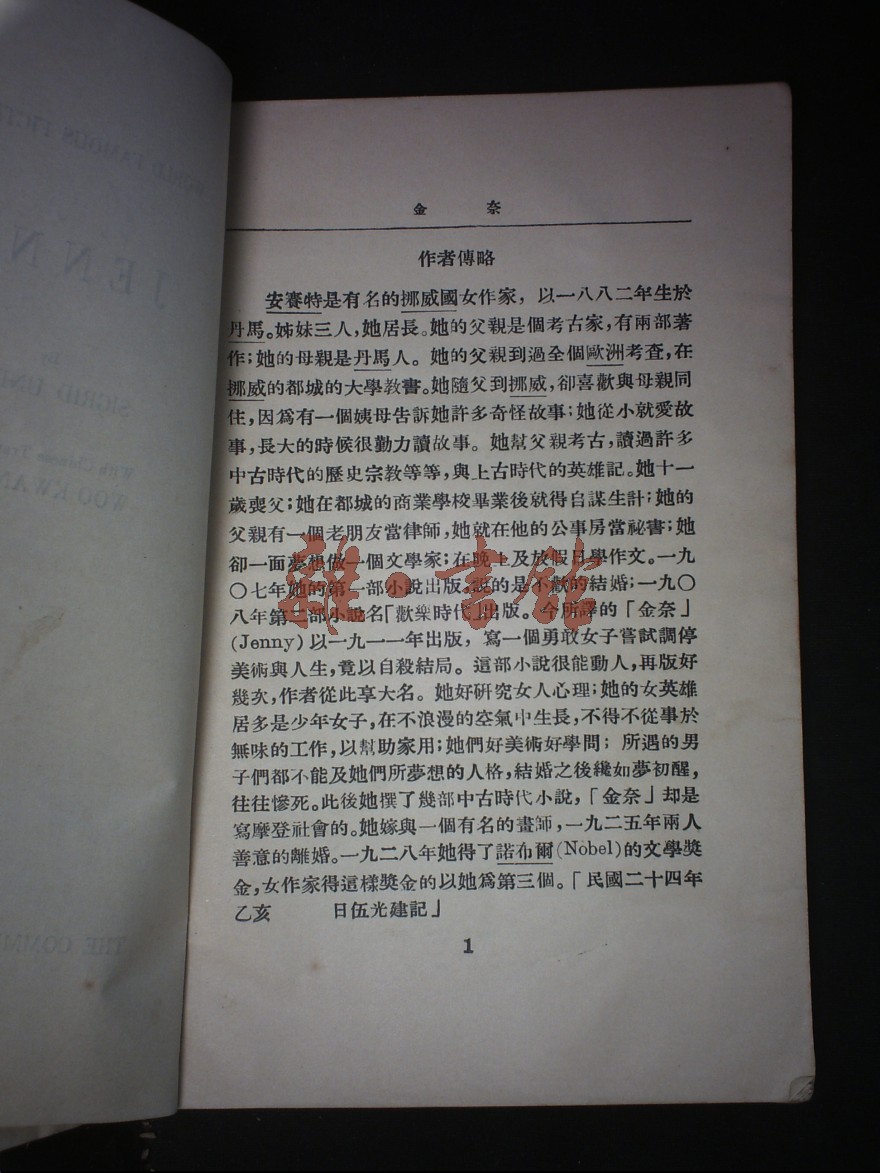 金 奈
作者傳略
安賽特是有名的挪威國女作家，以一八八二年生於
丹馬。姊妹三人，她居長。她的父親是個考古家，有兩部著
作；她的母親是丹馬人。她的父親到過全個歐洲考查，在
挪威的都城的大學教書。她隨父到挪威，卻喜歡與母親同
住，因爲有一個姨母告訴她許多奇怪故事；她從小就愛故
事，長大的時候很勤力讀故事。她幫父親考古，讀過許多
中古時代的歷史宗教等等，與上古時代的英雄記。她十一
歲喪父；她在都城的商業學校畢業後就得自謀生計；她的
父親有一個老朋友當律師，她就在他的公事房當祕書；她
卻一面夢想做一個文學家；在晚上及放假日學作文。一九
〇七年她的第一部小說出版，說的是不歡的結婚；一九〇
八年第二部小說名「歡樂時代」出版。今所譯的「金奈」
(Jenny)以一九一一年出版，寫一個勇敢女子嘗試調停
美術與人生，竟以自殺結局。這部小說很能動人，再版好
幾次，作者從此享大名。她好研究女人心理；她的女英雄
居多是少年女子，在不浪漫的空氣中生長，不得不從事於
無味的工作，以幫助家用；她們好美術好學問；所遇的男
子們都不能及她們所夢想的人格，結婚之後纔如夢初醒，
往往慘死。此後她撰了幾部中古時代小說，「金奈」却是
寫摩登社會的。她嫁與一個有名的畫師，一九二五年兩人
善意的離婚。一九二八年她得了諾布爾(Nobel)的文學獎
金，女作家得這樣獎金的以她爲第三個。「民國二十四年
乙亥 日伍光建記」
1
雜·書館